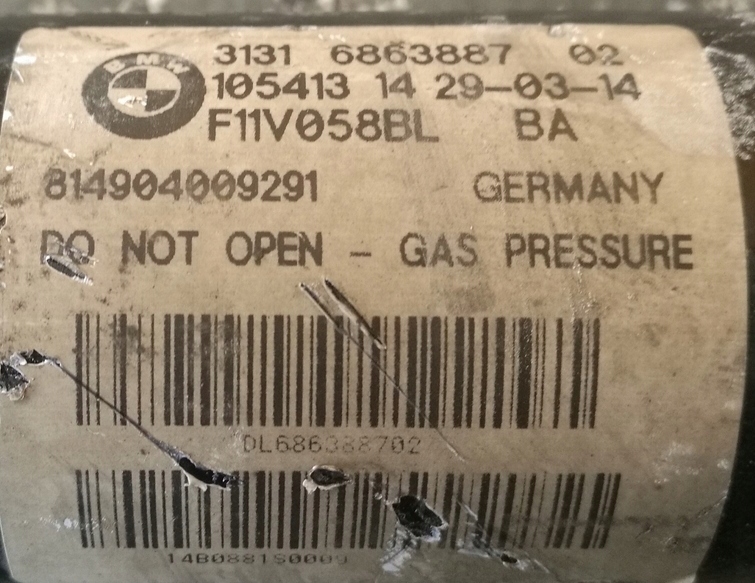 BMW
3131 6863887 02
105413 14 29-03-14
F11V058BL BA
814904009291 GERMANY
DO NOT OPEN - GAS PRESSURE
DL686388702
14B0881S0009